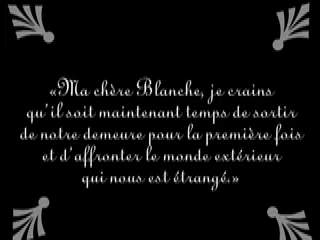 «Ma chère Blanche, je crains
qu'il soit maintenant temps de sortir
de notre demeure pour la première fois
et d'affronter le monde extérieur
qui nous est étrangé.»